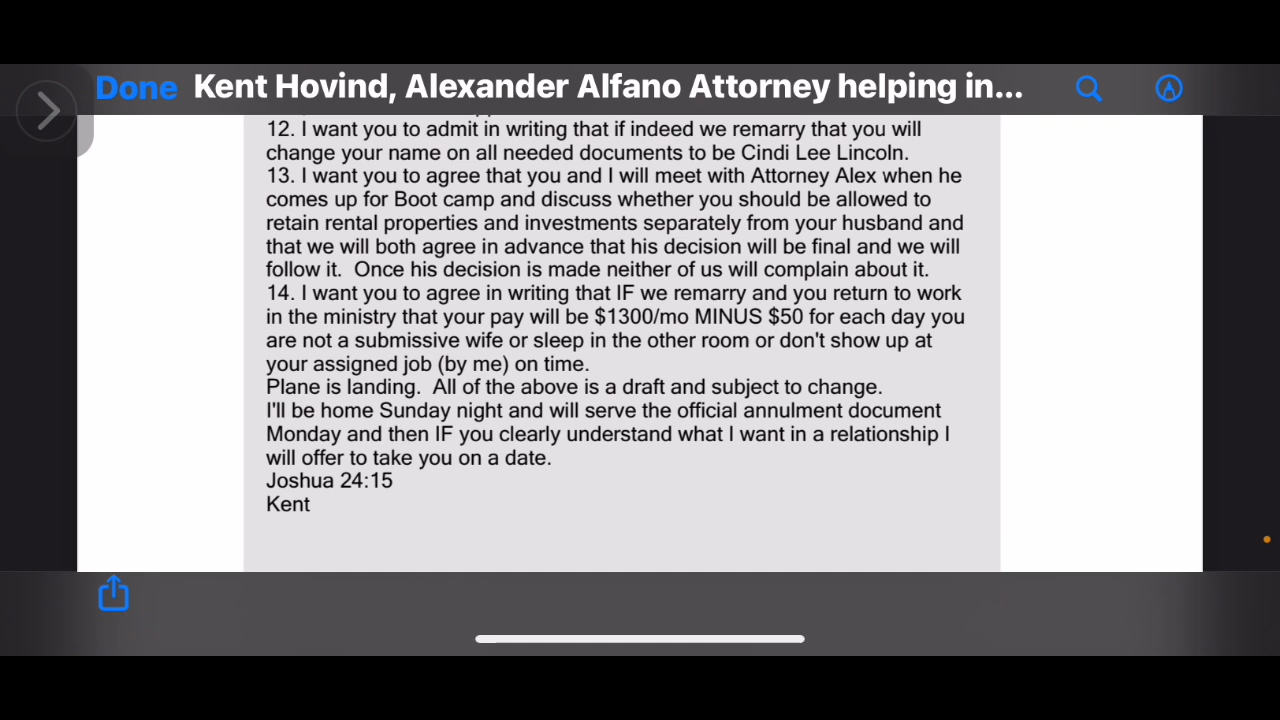 Done Kent Hovind, Alexander Alfano Attorney helping in...
12. I want you to admit in writing that if indeed we remarry that you will
change your name on all needed documents to be Cindi Lee Lincoln.
13. I want you to agree that you and I will meet with Attorney Alex when he
comes up for Boot camp and discuss whether you should be allowed to
retain rental properties and investments separately from your husband and
that we will both agree in advance that his decision will be final and we will
follow it.  Once his decision is made neither of us will complain about it.
14. I want you to agree in writing that IF we remarry and you return to work
in the ministry that your pay will be $1300/mo MINUS $50 for each day you
are not a submissive wife or sleep in the other room or don't show up at
your assigned job (by me) on time.
Plane is landing.  All of the above is a draft and subject to change.
I'll be home Sunday night and will serve the official annulment document
Monday and then IF you clearly understand what I want in a relationship I
will offer to take you on a date.
Joshua 24:15
Kent